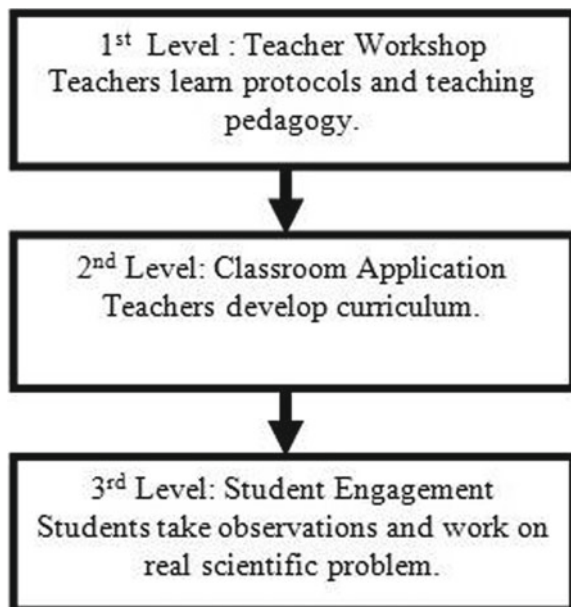 1st Level : Teacher Workshop
Teachers learn protocols and teaching
pedagogy.
2nd Level: Classroom Application
Teachers develop curriculum.
3rd Level: Student Engagement
Students take observations and work on
real scientific problem.